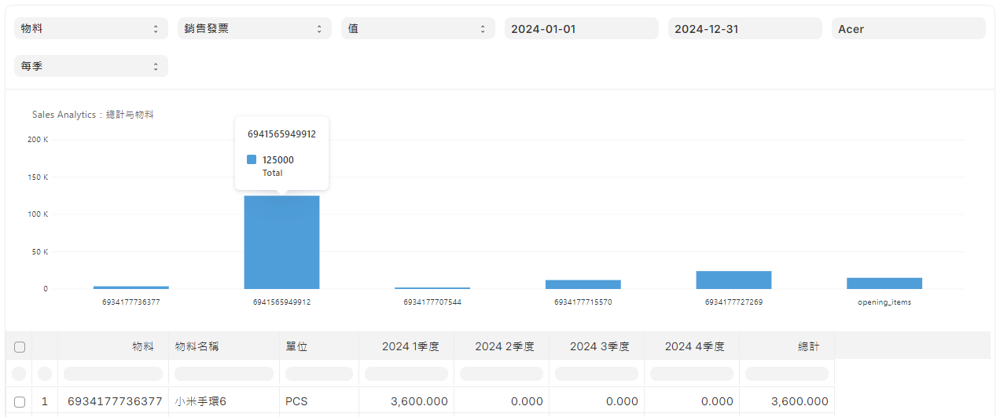 物料 銷售發票 值 2024-01-01 2024-12-31 Acer
每季
Sales Analytics：總計与物料
6941565949912
125000
Total
200 K
150 K
100 K
50 K
0
6934177736377 6941565949912 6934177707544 6934177715570 6934177727269 opening_items
物料 物料名稱 單位 2024 1季度 2024 2季度 2024 3季度 2024 4季度 總計
1 6934177736377 小米手環6 PCS 3,600.000 0.000 0.000 0.000 3,600.000